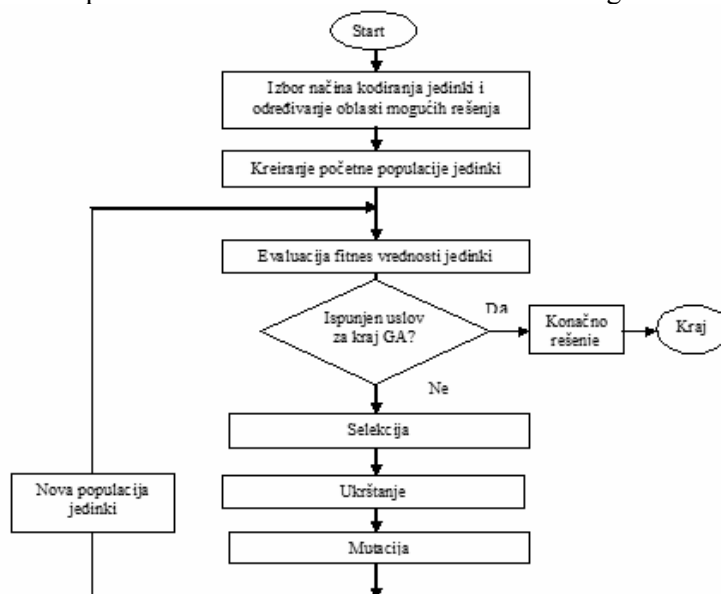 Start
Izbor načina kodiranja jedinki i
određivanje oblasti mogućih rešenja
Kreiranje početne populacije jedinki
Evaluacija fitnes vrednosti jedinki
Ispunjen uslov
za kraj GA?
Da
Konačno
rešenje
Kraj
Ne
Selekcija
Ukrštanje
Nova populacija
jedinki
Mutacija